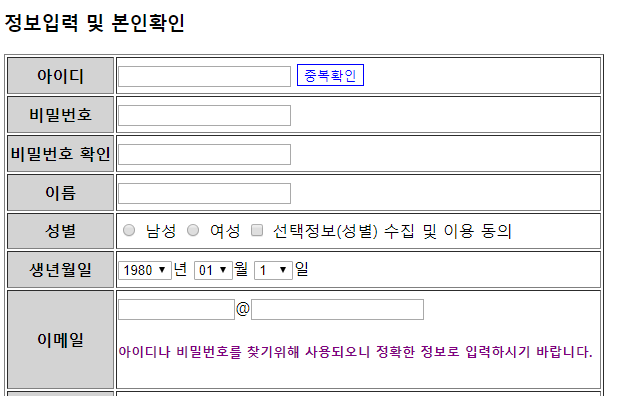 정보입력 및 본인확인
아이디 중복확인
비밀번호
비밀번호 확인
이름
성별 남성 여성 선택정보(성별) 수집 및 이용 동의
생년월일 1980 년 01 월 1 일
이메일 @
아이디나 비밀번호를 찾기위해 사용되오니 정확한 정보로 입력하시기 바랍니다.